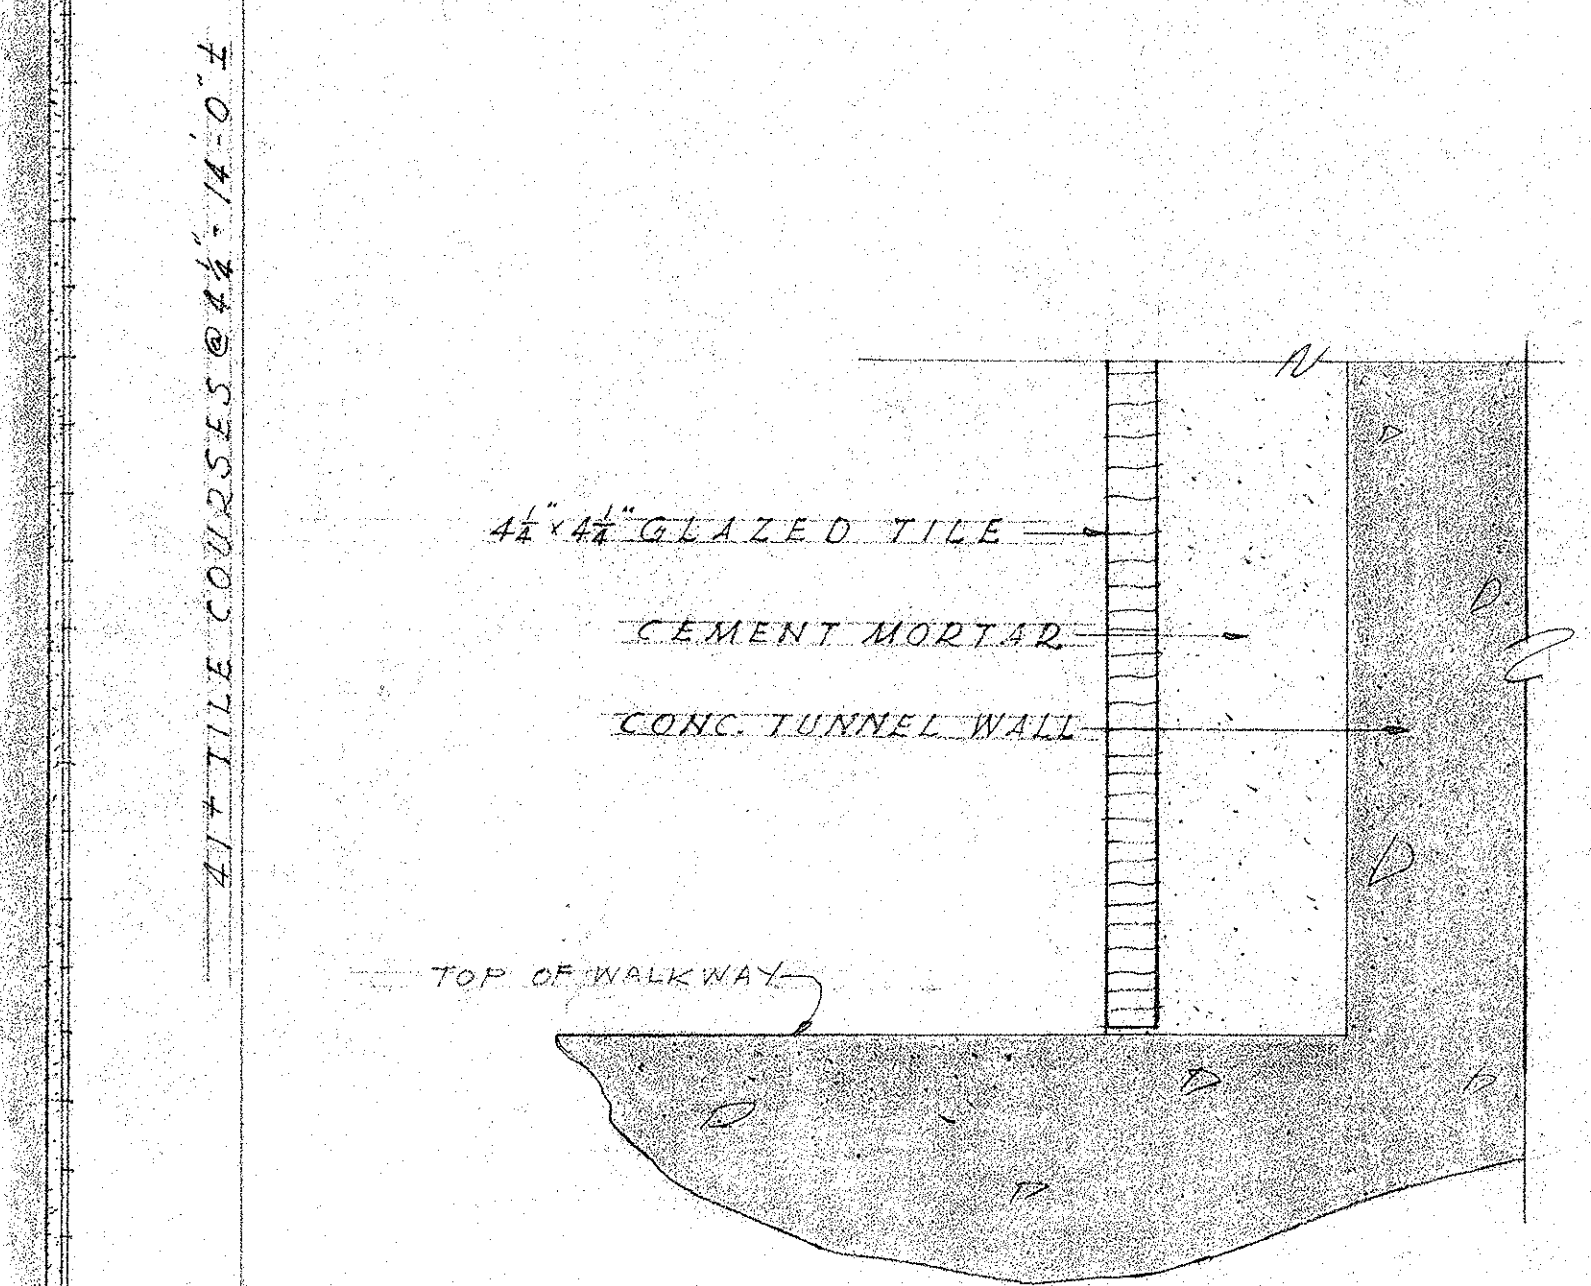 41± TILE COURSES @ 4¼" = 14'-0" ±
4¼" x 4¼" GLAZED TILE
CEMENT MORTAR
CONC. TUNNEL WALL
TOP OF WALKWAY